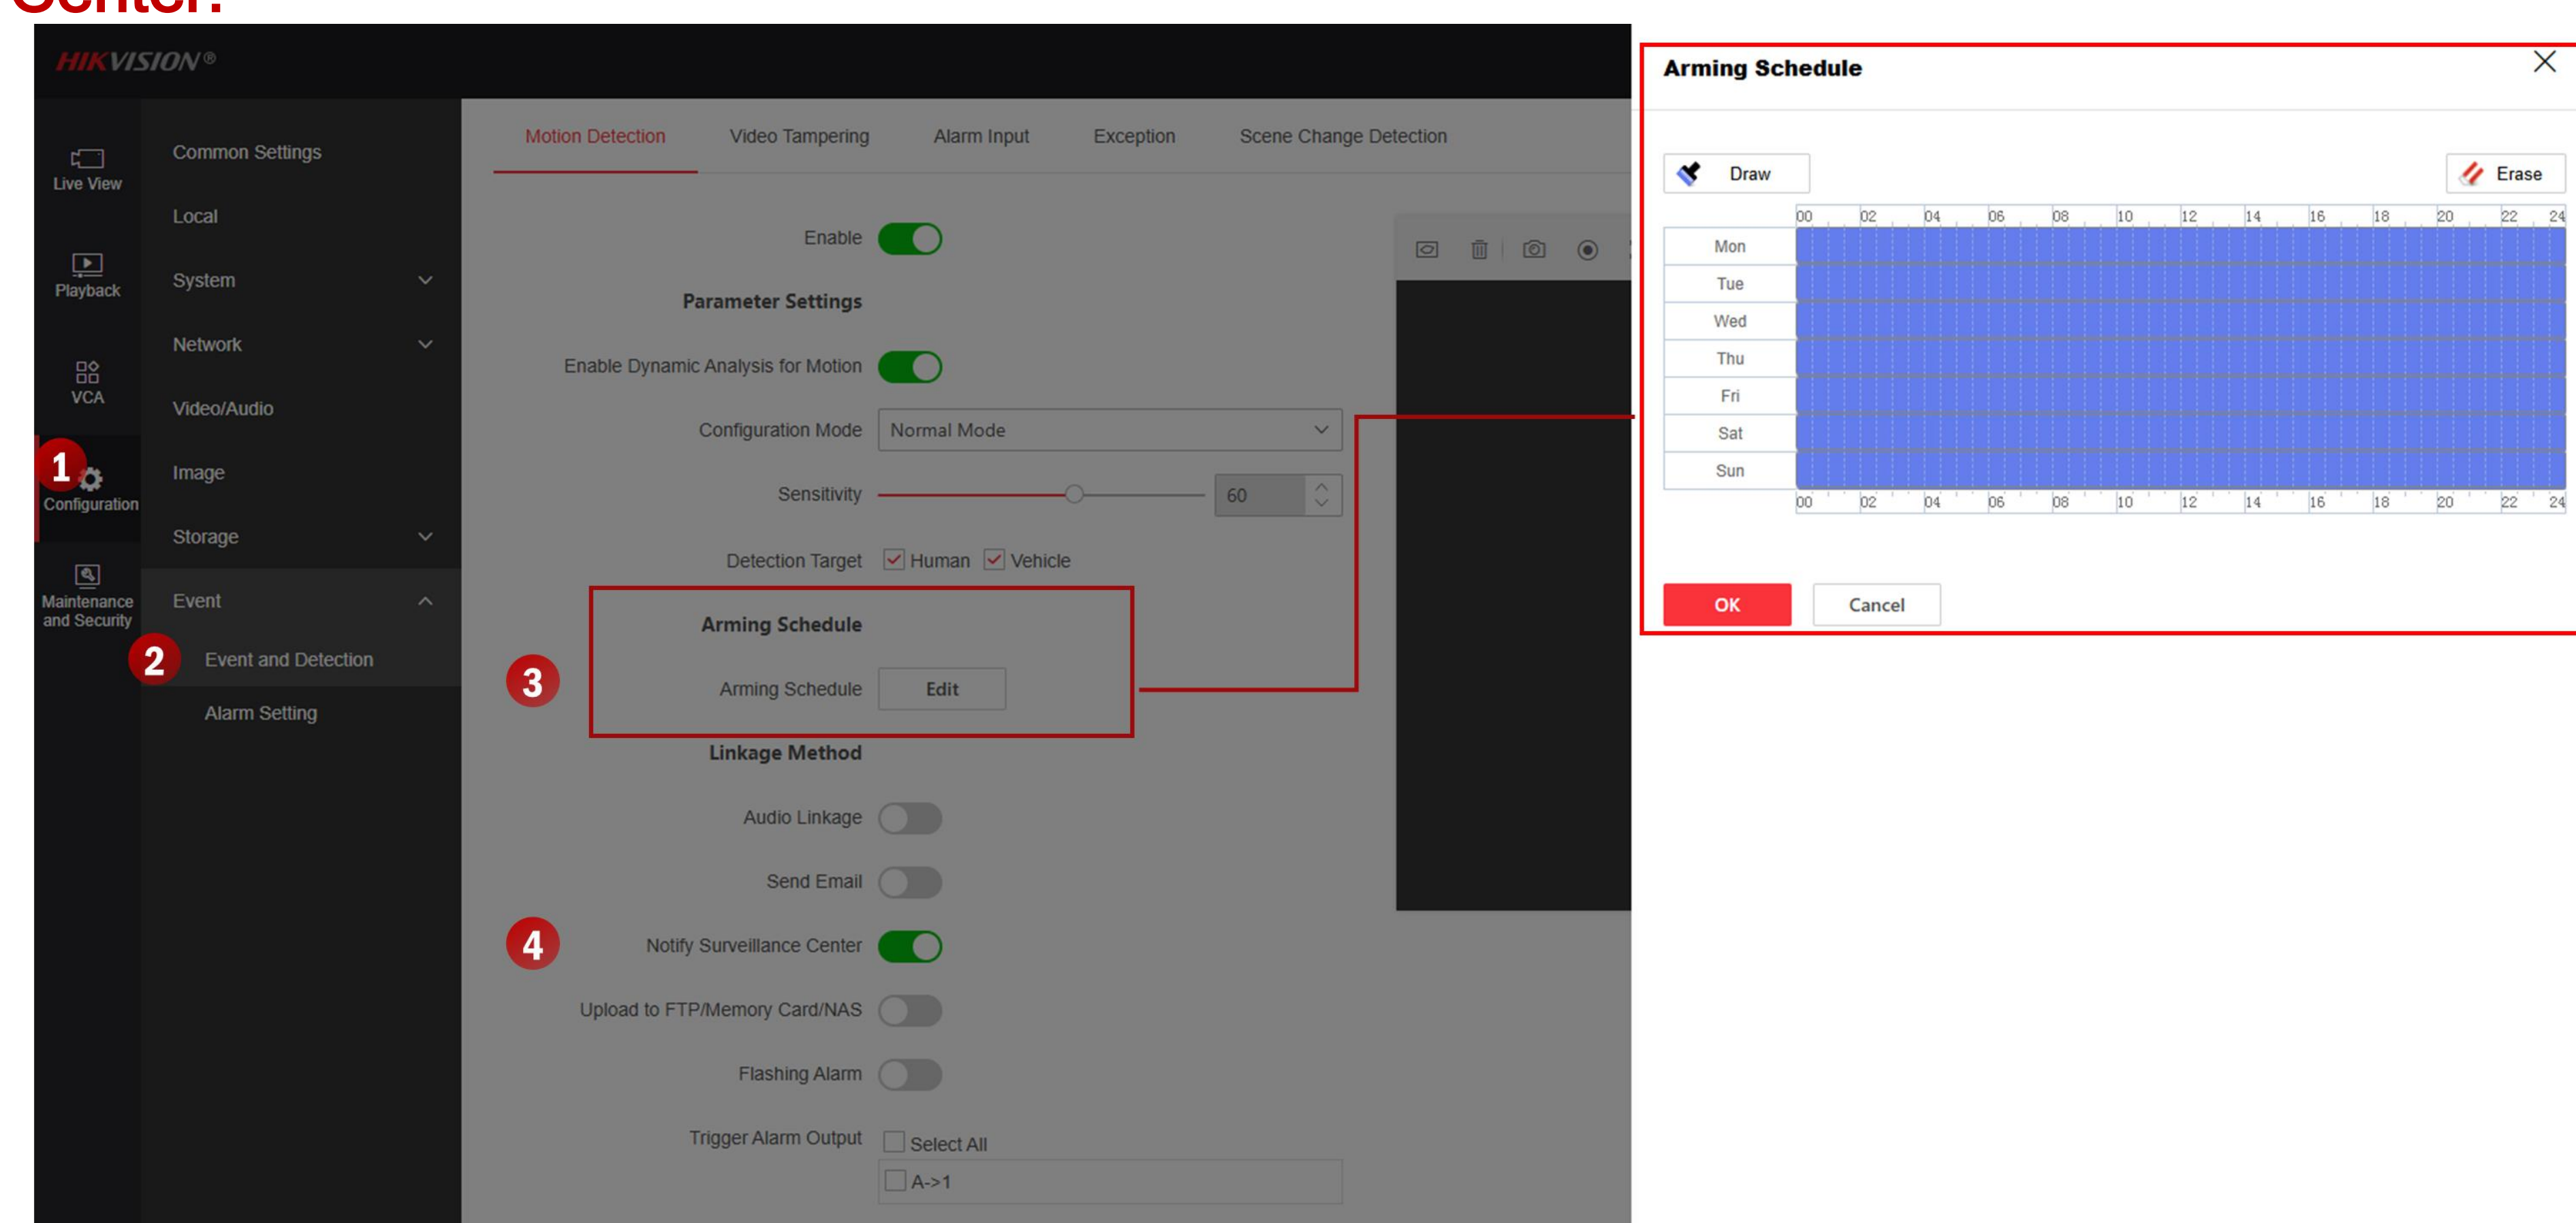 Center.
HIKVISION®
Live View
Playback
VCA
1
Configuration
Maintenance
and Security
Common Settings
Local
System
Network
Video/Audio
Image
Storage
Event
2 Event and Detection
Alarm Setting
Motion Detection Video Tampering Alarm Input Exception Scene Change Detection
Enable
Parameter Settings
Enable Dynamic Analysis for Motion
Configuration Mode Normal Mode
Sensitivity 60
Detection Target Human Vehicle
Arming Schedule
3 Arming Schedule Edit
Linkage Method
Audio Linkage
Send Email
4 Notify Surveillance Center
Upload to FTP/Memory Card/NAS
Flashing Alarm
Trigger Alarm Output Select All
A->1
Arming Schedule
Draw Erase
00 02 04 06 08 10 12 14 16 18 20 22 24
Mon
Tue
Wed
Thu
Fri
Sat
Sun
00 02 04 06 08 10 12 14 16 18 20 22 24
OK Cancel